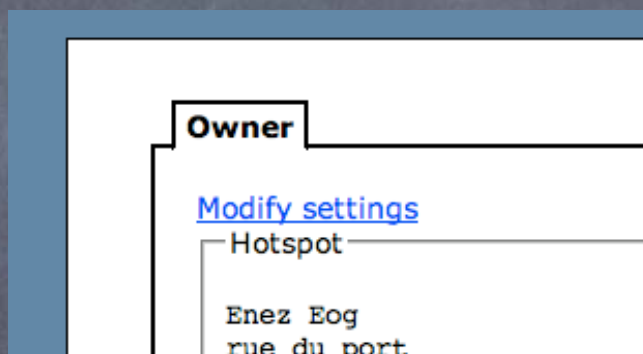 Owner
Modify settings
Hotspot
Enez Eog
rue du port